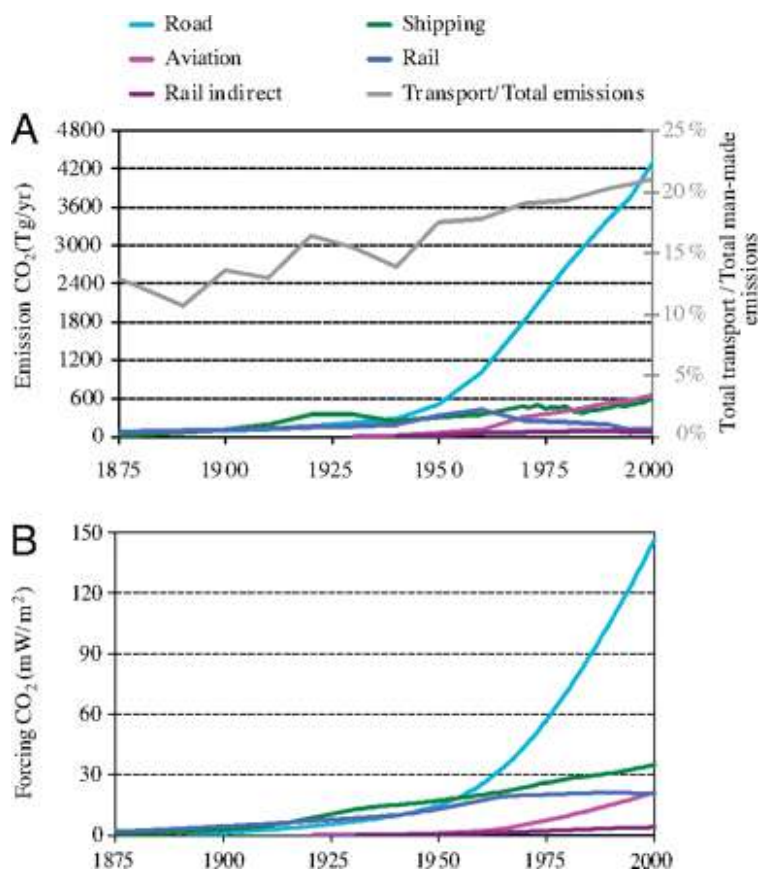 Road Shipping
Aviation Rail
Rail indirect Transport/Total emissions
A
4800 25%
4200
3600 20%
3000 15%
2400
1800 10%
1200
600 5%
0 0%
Emission CO₂(Tg/yr)
Total transport / Total man-made
emissions
1875 1900 1925 1950 1975 2000
B
150
120
90
60
30
0
Forcing CO₂ (mW/m²)
1875 1900 1925 1950 1975 2000